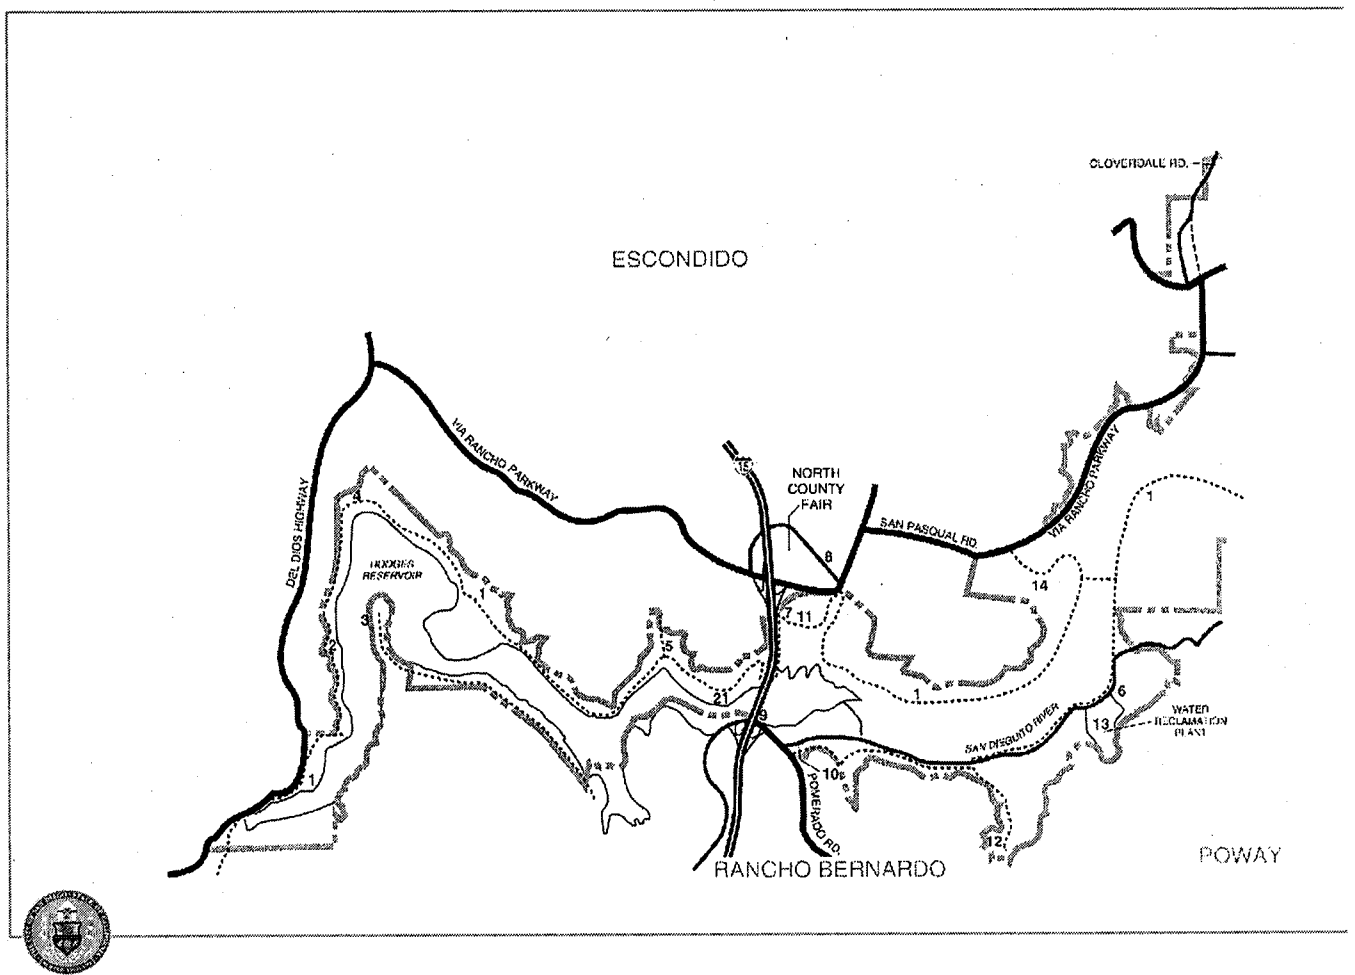 CLOVERDALE RD.
ESCONDIDO
VIA RANCHO PARKWAY
15
NORTH
COUNTY
FAIR
DEL DIOS HIGHWAY
SAN PASQUAL RD.
VIA RANCHO PARKWAY
1
4
8
HODGES
RESERVOIR
14
1
3
7
11
2
5
21
1
6
9
SAN DIEGUITO RIVER
13
WATER
RECLAMATION
PLANT
1
10
POMERADO RD.
12
RANCHO BERNARDO
POWAY